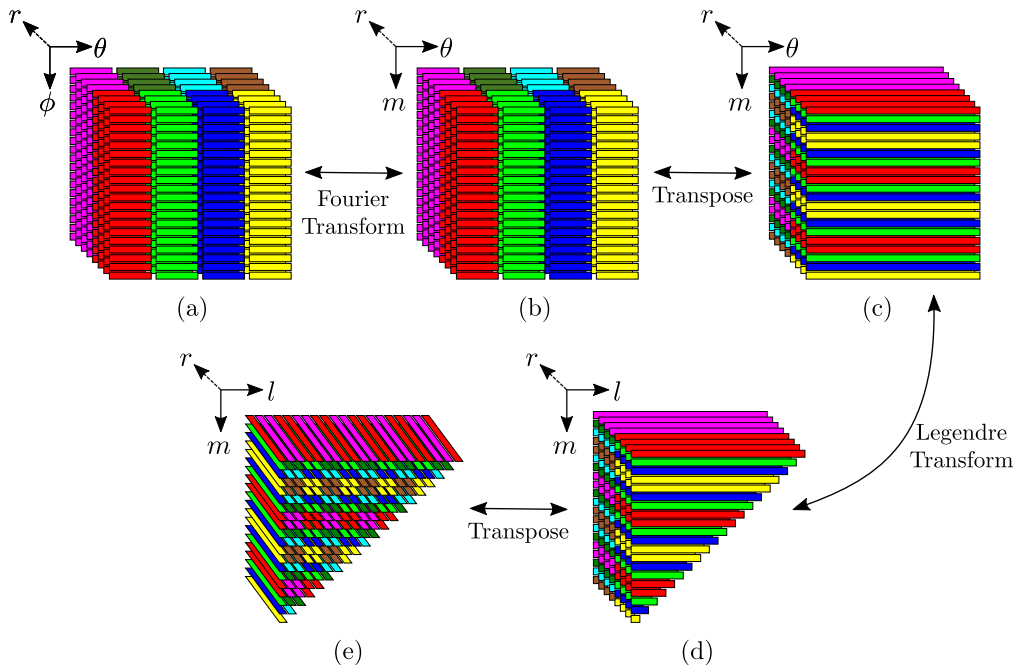 r
θ
ϕ
r
θ
m
r
θ
m
Fourier
Transform
Transpose
(a)
(b)
(c)
r
l
m
r
l
m
Legendre
Transform
Transpose
(e)
(d)